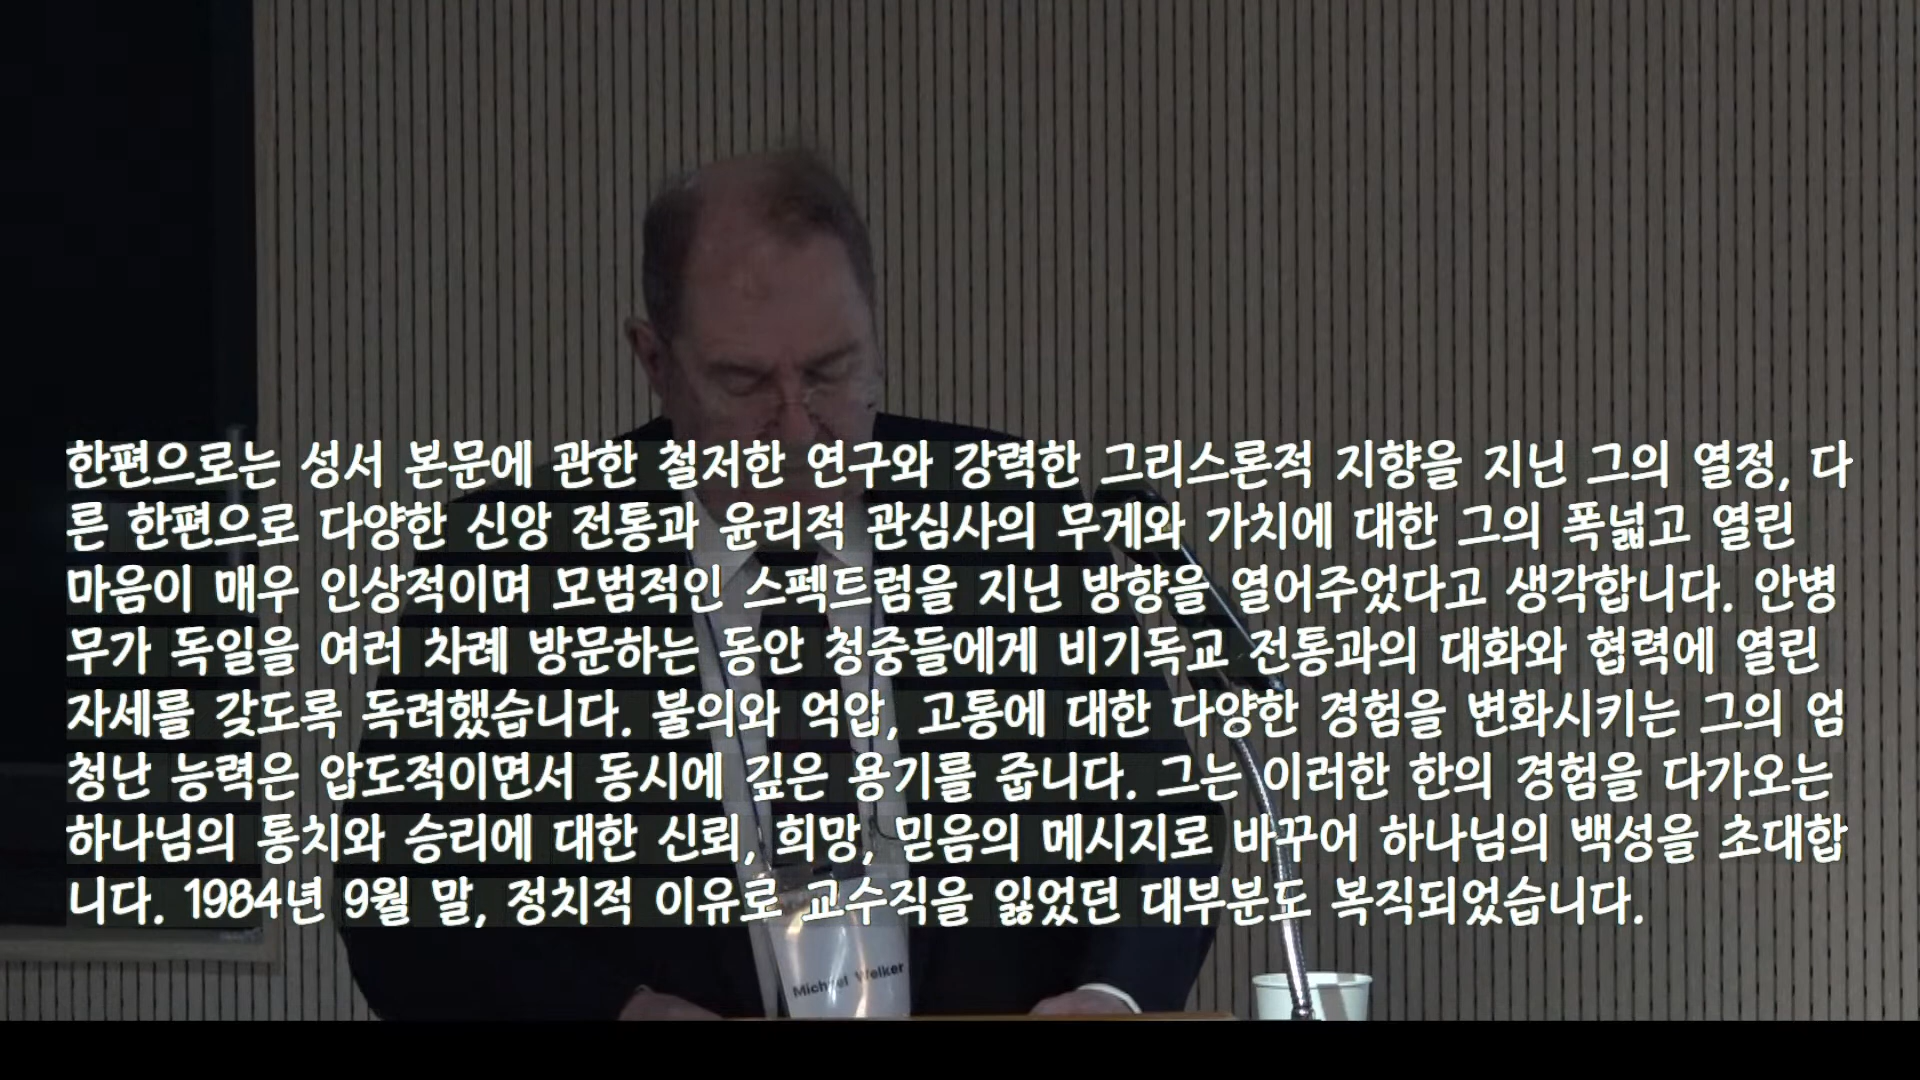 한편으로는 성서 본문에 관한 철저한 연구와 강력한 그리스론적 지향을 지닌 그의 열정, 다
른 한편으로 다양한 신앙 전통과 윤리적 관심사의 무게와 가치에 대한 그의 폭넓고 열린
마음이 매우 인상적이며 모범적인 스펙트럼을 지닌 방향을 열어주었다고 생각합니다. 안병
무가 독일을 여러 차례 방문하는 동안 청중들에게 비기독교 전통과의 대화와 협력에 열린
자세를 갖도록 독려했습니다. 불의와 억압, 고통에 대한 다양한 경험을 변화시키는 그의 엄
청난 능력은 압도적이면서 동시에 깊은 용기를 줍니다. 그는 이러한 한의 경험을 다가오는
하나님의 통치와 승리에 대한 신뢰, 희망, 믿음의 메시지로 바꾸어 하나님의 백성을 초대합
니다. 1984년 9월 말, 정치적 이유로 교수직을 잃었던 대부분도 복직되었습니다.
Michael Welker